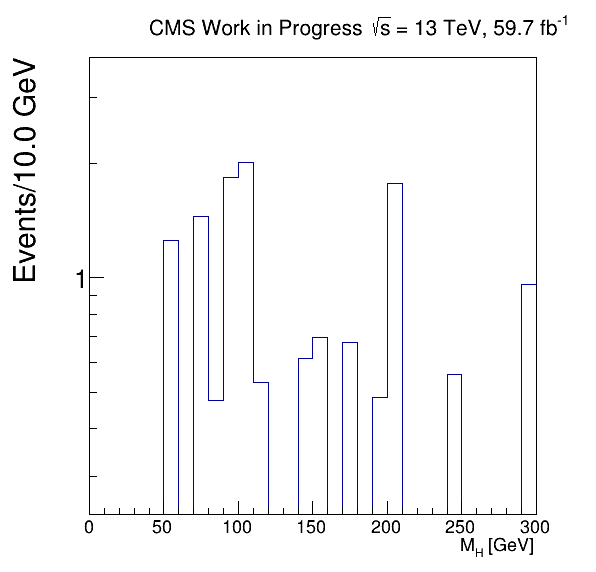 CMS Work in Progress √s = 13 TeV, 59.7 fb⁻¹
Events/10.0 GeV
1
0 50 100 150 200 250 300
M_H [GeV]